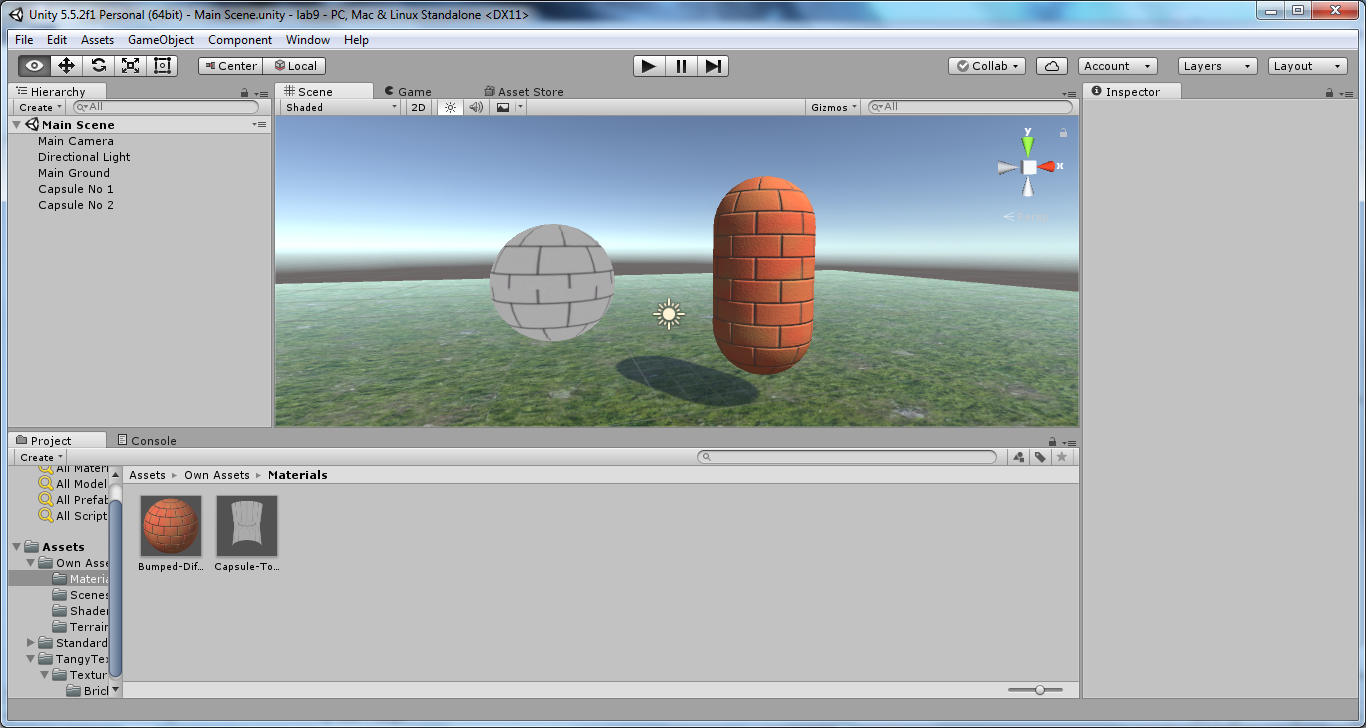 Unity 5.5.2f1 Personal (64bit) - Main Scene.unity - lab9 - PC, Mac & Linux Standalone <DX11>
File Edit Assets GameObject Component Window Help
Center Local Collab Account Layers Layout
Hierarchy Scene Game Asset Store Inspector
Create All Shaded 2D Gizmos All
Main Scene
Main Camera
Directional Light
Main Ground
Capsule No 1
Capsule No 2
y
x
Persp
Project Console
Create
Assets Own Assets Materials
All Materi
All Model
All Prefab
All Script
Bumped-Dif... Capsule-To...
Assets
Own Asse
Materia
Scenes
Shader
Terrain
Standard
TangyTex
Textur
Bricl